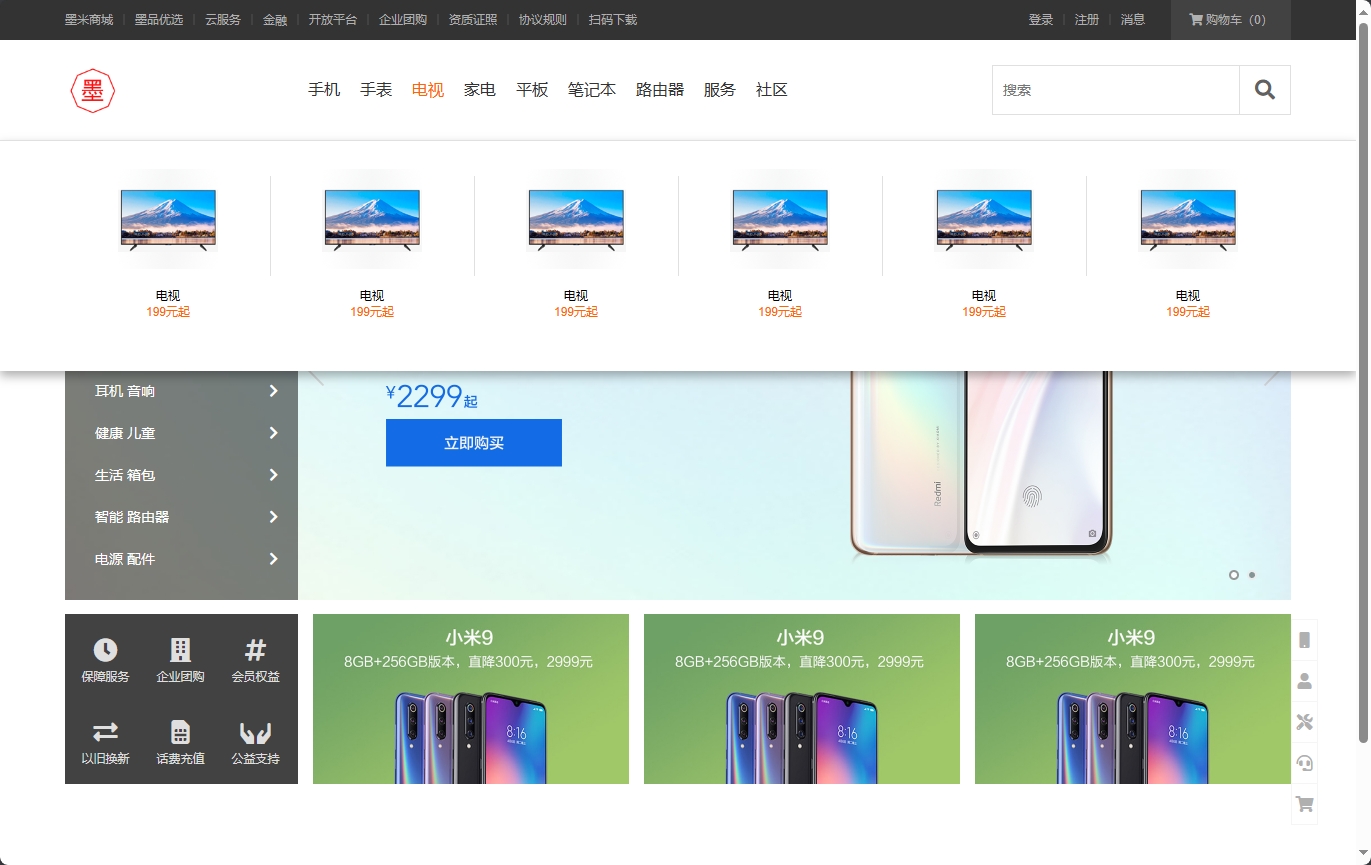 墨米商城 墨品优选 云服务 金融 开放平台 企业团购 资质证照 协议规则 扫码下载 登录 注册 消息 购物车（0）
墨 手机 手表 电视 家电 平板 笔记本 路由器 服务 社区 搜索
电视 电视 电视 电视 电视 电视
199元起 199元起 199元起 199元起 199元起 199元起
耳机 音响
健康 儿童
生活 箱包
智能 路由器
电源 配件
¥2299起
立即购买
Redmi
保障服务 企业团购 会员权益
以旧换新 话费充值 公益支持
小米9
8GB+256GB版本，直降300元，2999元
8:16
小米9
8GB+256GB版本，直降300元，2999元
8:16
小米9
8GB+256GB版本，直降300元，2999元
8:16